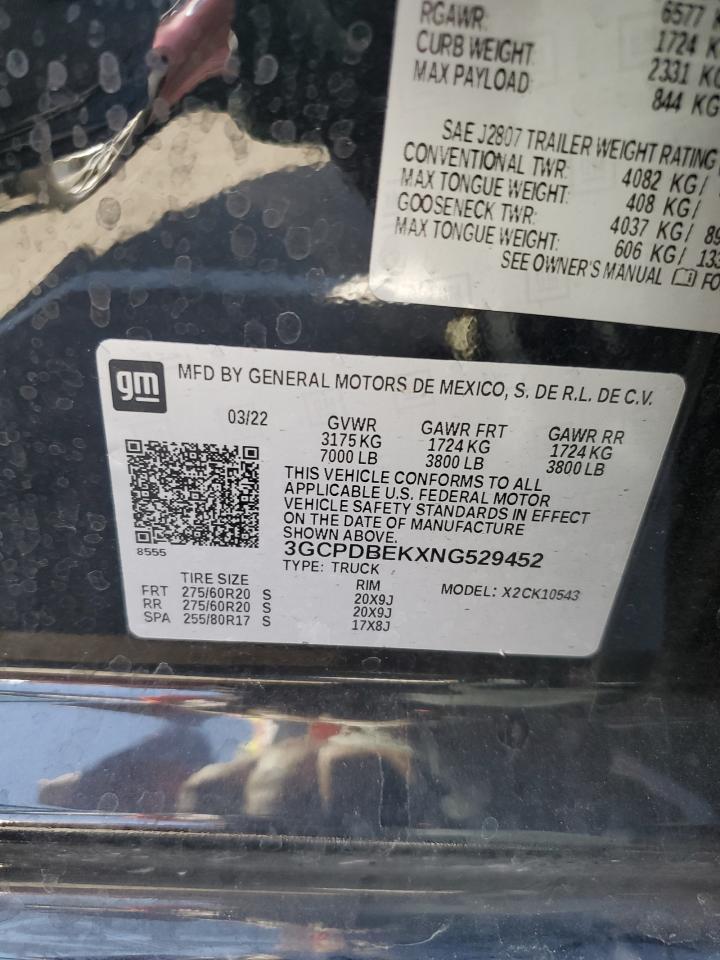 RGAWR: 6577
CURB WEIGHT: 1724 K
MAX PAYLOAD: 2331 KG
844 KG
SAE J2807 TRAILER WEIGHT RATING
CONVENTIONAL TWR: 4082 KG/
MAX TONGUE WEIGHT: 408 KG/
GOOSENECK TWR: 4037 KG/ 89
MAX TONGUE WEIGHT: 606 KG/ 133
SEE OWNER'S MANUAL FO
gm MFD BY GENERAL MOTORS DE MEXICO, S. DE R.L. DE C.V.
03/22 GVWR GAWR FRT GAWR RR
3175 KG 1724 KG 1724 KG
7000 LB 3800 LB 3800 LB
THIS VEHICLE CONFORMS TO ALL
APPLICABLE U.S. FEDERAL MOTOR
VEHICLE SAFETY STANDARDS IN EFFECT
ON THE DATE OF MANUFACTURE
SHOWN ABOVE.
8555
3GCPDBEKXNG529452
TYPE: TRUCK MODEL: X2CK10543
TIRE SIZE RIM
FRT 275/60R20 S 20X9J
RR 275/60R20 S 20X9J
SPA 255/80R17 S 17X8J